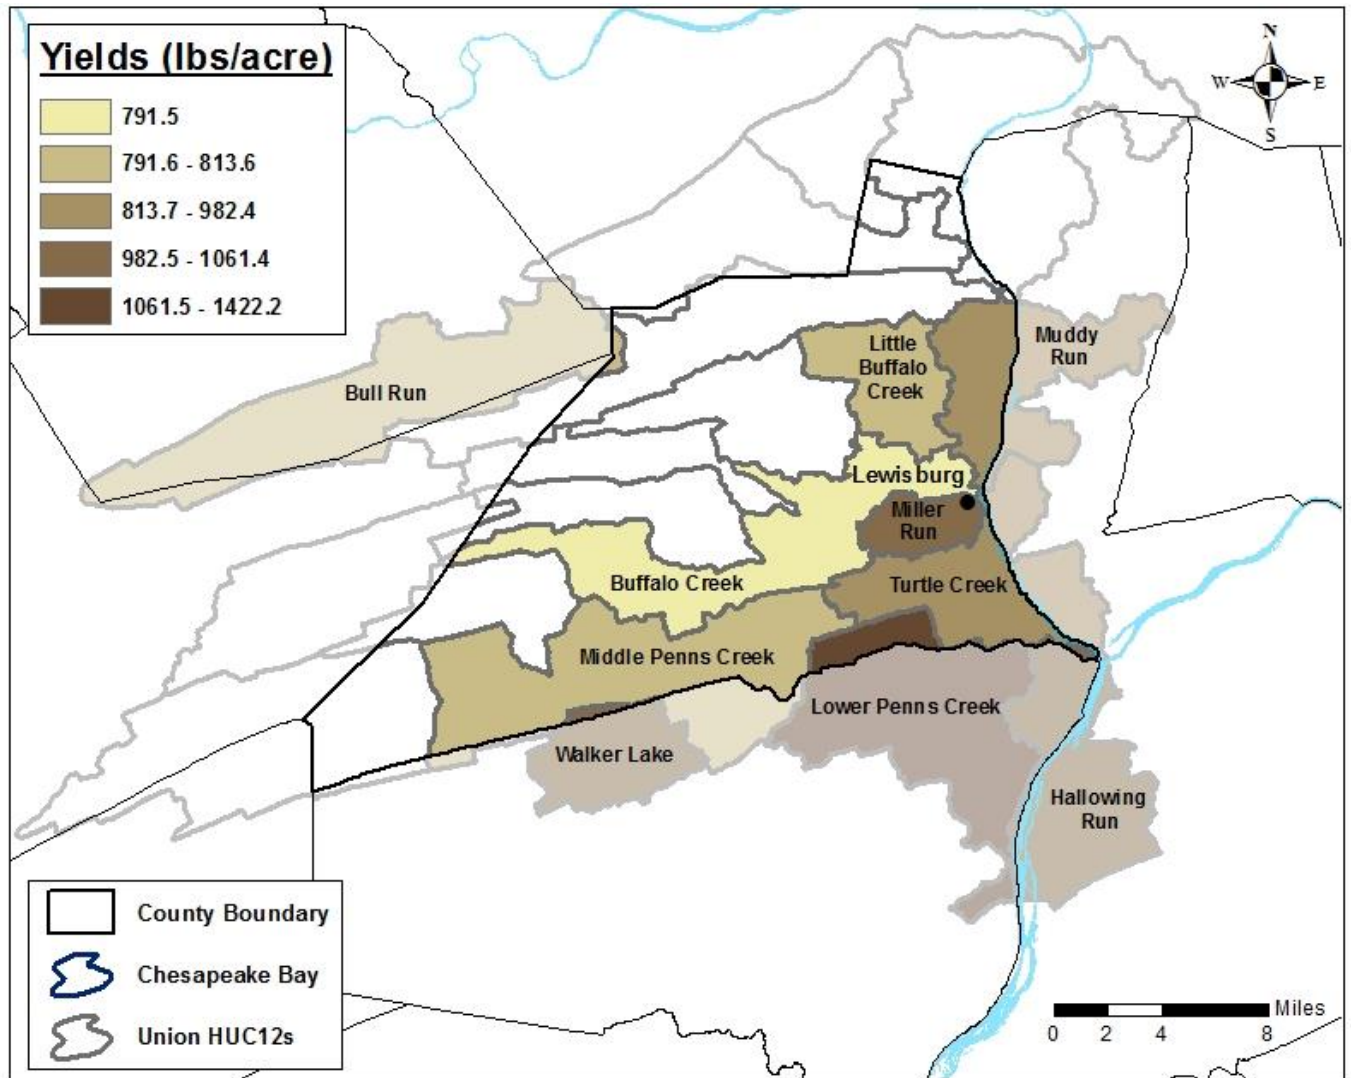 Yields (lbs/acre)
791.5
791.6 - 813.6
813.7 - 982.4
982.5 - 1061.4
1061.5 - 1422.2
N
W E
S
Muddy
Run
Little
Buffalo
Creek
Bull Run
Lewisburg
Miller
Run
Buffalo Creek
Turtle Creek
Middle Penns Creek
Lower Penns Creek
Walker Lake
Hallowing
Run
County Boundary
Chesapeake Bay
Union HUC12s
Miles
0 2 4 8